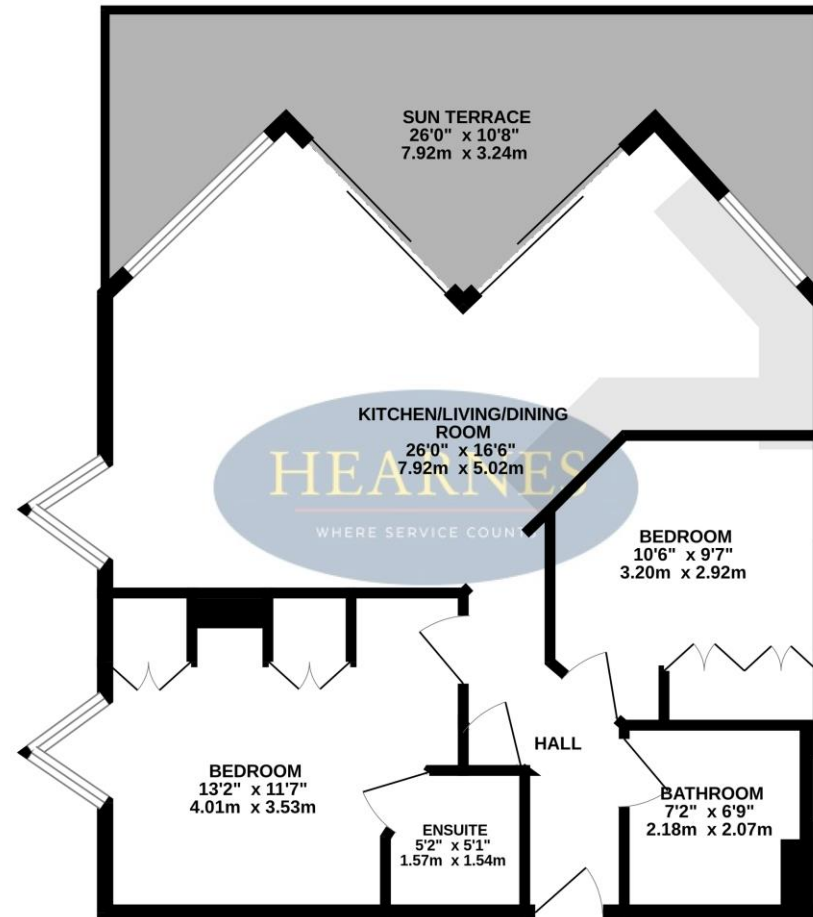 SUN TERRACE
26'0" x 10'8"
7.92m x 3.24m
KITCHEN/LIVING/DINING
ROOM
26'0" x 16'6"
7.92m x 5.02m
HEARNES
WHERE SERVICE COUNTS
BEDROOM
10'6" x 9'7"
3.20m x 2.92m
HALL
BEDROOM
13'2" x 11'7"
4.01m x 3.53m
BATHROOM
7'2" x 6'9"
2.18m x 2.07m
ENSUITE
5'2" x 5'1"
1.57m x 1.54m